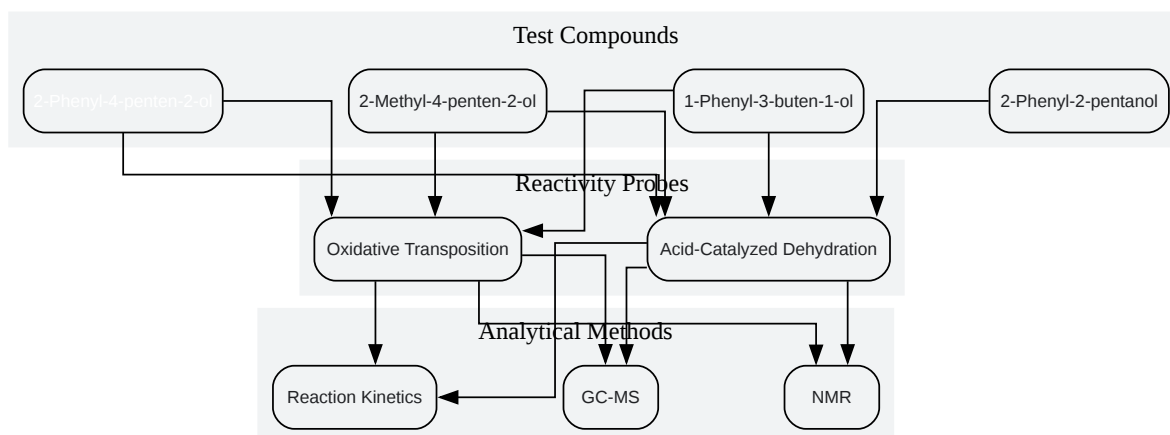 Test Compounds
2-Phenyl-4-penten-2-ol
2-Methyl-4-penten-2-ol
1-Phenyl-3-buten-1-ol
2-Phenyl-2-pentanol
Reactivity Probes
Oxidative Transposition
Acid-Catalyzed Dehydration
Analytical Methods
Reaction Kinetics
GC-MS
NMR